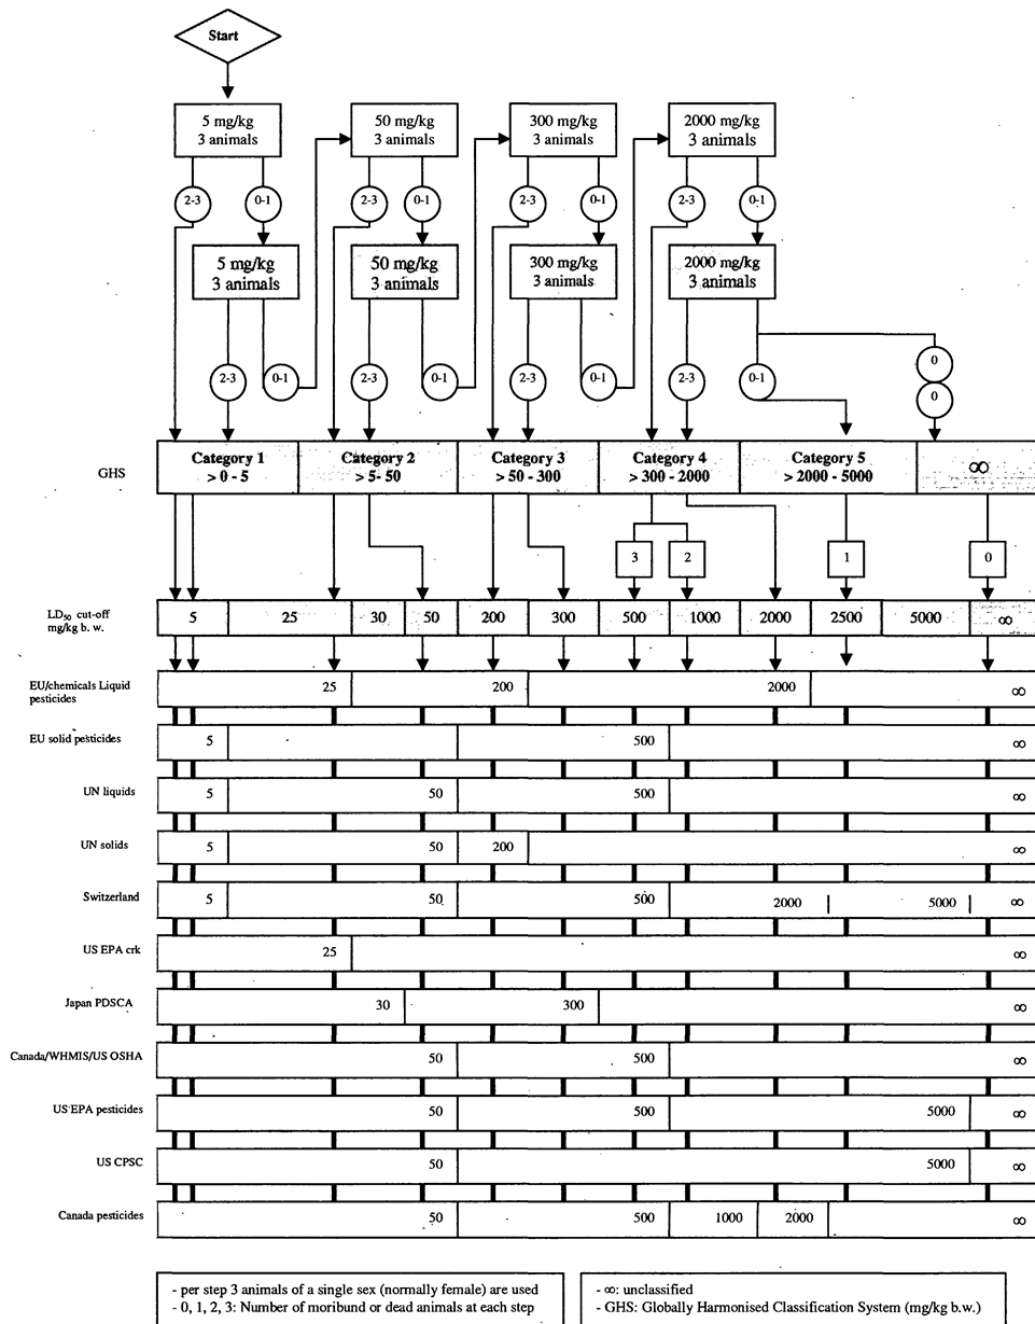 Start
5 mg/kg
3 animals
50 mg/kg
3 animals
300 mg/kg
3 animals
2000 mg/kg
3 animals
2-3
0-1
2-3
0-1
2-3
0-1
2-3
0-1
5 mg/kg
3 animals
50 mg/kg
3 animals
300 mg/kg
3 animals
2000 mg/kg
3 animals
0
2-3
0-1
2-3
0-1
2-3
0-1
2-3
0-1
0
GHS
Category 1
> 0 - 5
Category 2
> 5- 50
Category 3
> 50 - 300
Category 4
> 300 - 2000
Category 5
> 2000 - 5000
∞
3
2
1
0
LD50 cut-off
mg/kg b. w.
5 25 30 50 200 300 500 1000 2000 2500 5000 ∞
EU/chemicals Liquid
pesticides
25 200 2000 ∞
EU solid pesticides
5 500 ∞
UN liquids
5 50 500 ∞
UN solids
5 50 200 ∞
Switzerland
5 50 500 2000 5000 ∞
US EPA crk
25 ∞
Japan PDSCA
30 300 ∞
Canada/WHMIS/US OSHA
50 500 ∞
US EPA pesticides
50 500 5000 ∞
US CPSC
50 5000 ∞
Canada pesticides
50 500 1000 2000 ∞
- per step 3 animals of a single sex (normally female) are used
- 0, 1, 2, 3: Number of moribund or dead animals at each step
- ∞: unclassified
- GHS: Globally Harmonised Classification System (mg/kg b.w.)